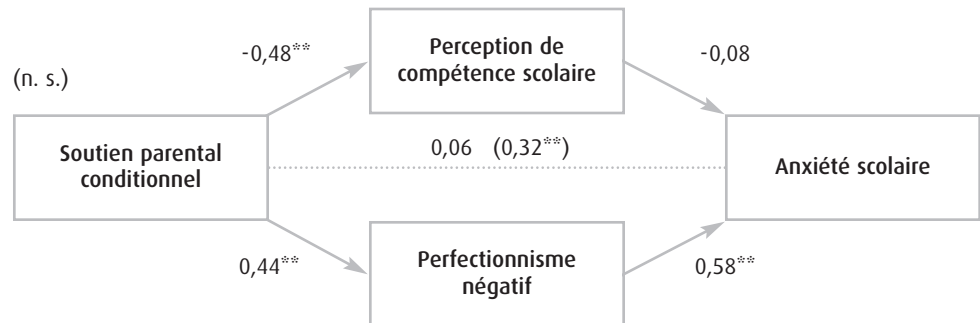 -0,48**
Perception de
compétence scolaire
-0,08
(n. s.)
Soutien parental
conditionnel
0,06 (0,32**)
Anxiété scolaire
0,44**
Perfectionnisme
négatif
0,58**